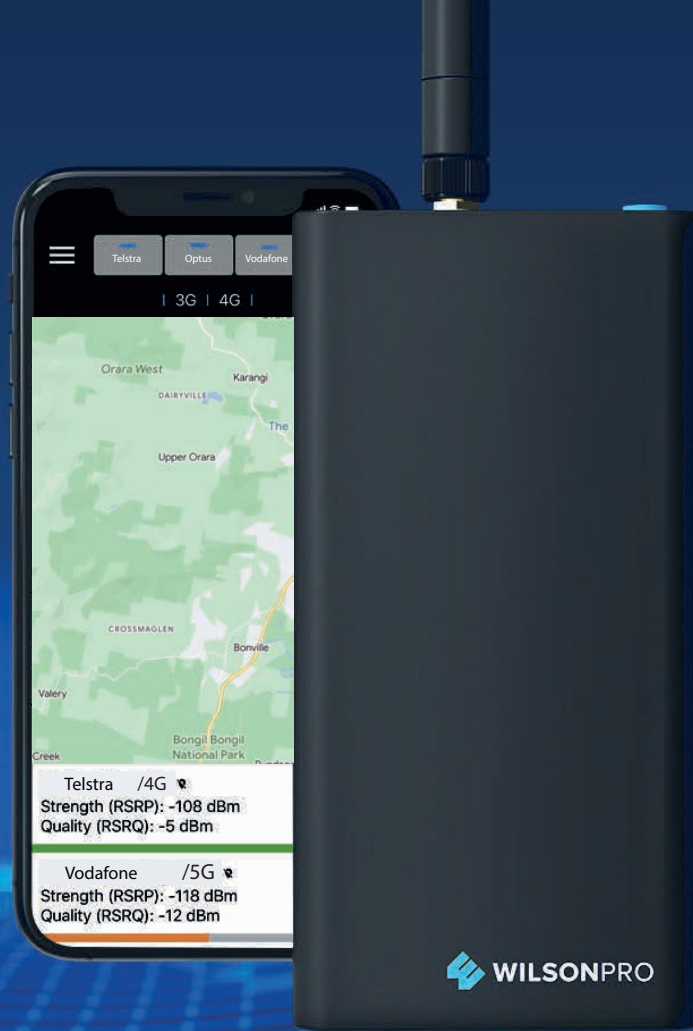 Telstra Optus Vodafone
| 3G | 4G |
Orara West
Karangi
DAIRYVILLE
The
Upper Orara
CROSSMAGLEN
Bonville
Valery
Bongil Bongil
National Park
Creek
Telstra /4G
Strength (RSRP): -108 dBm
Quality (RSRQ): -5 dBm
Vodafone /5G
Strength (RSRP): -118 dBm
Quality (RSRQ): -12 dBm
WILSONPRO